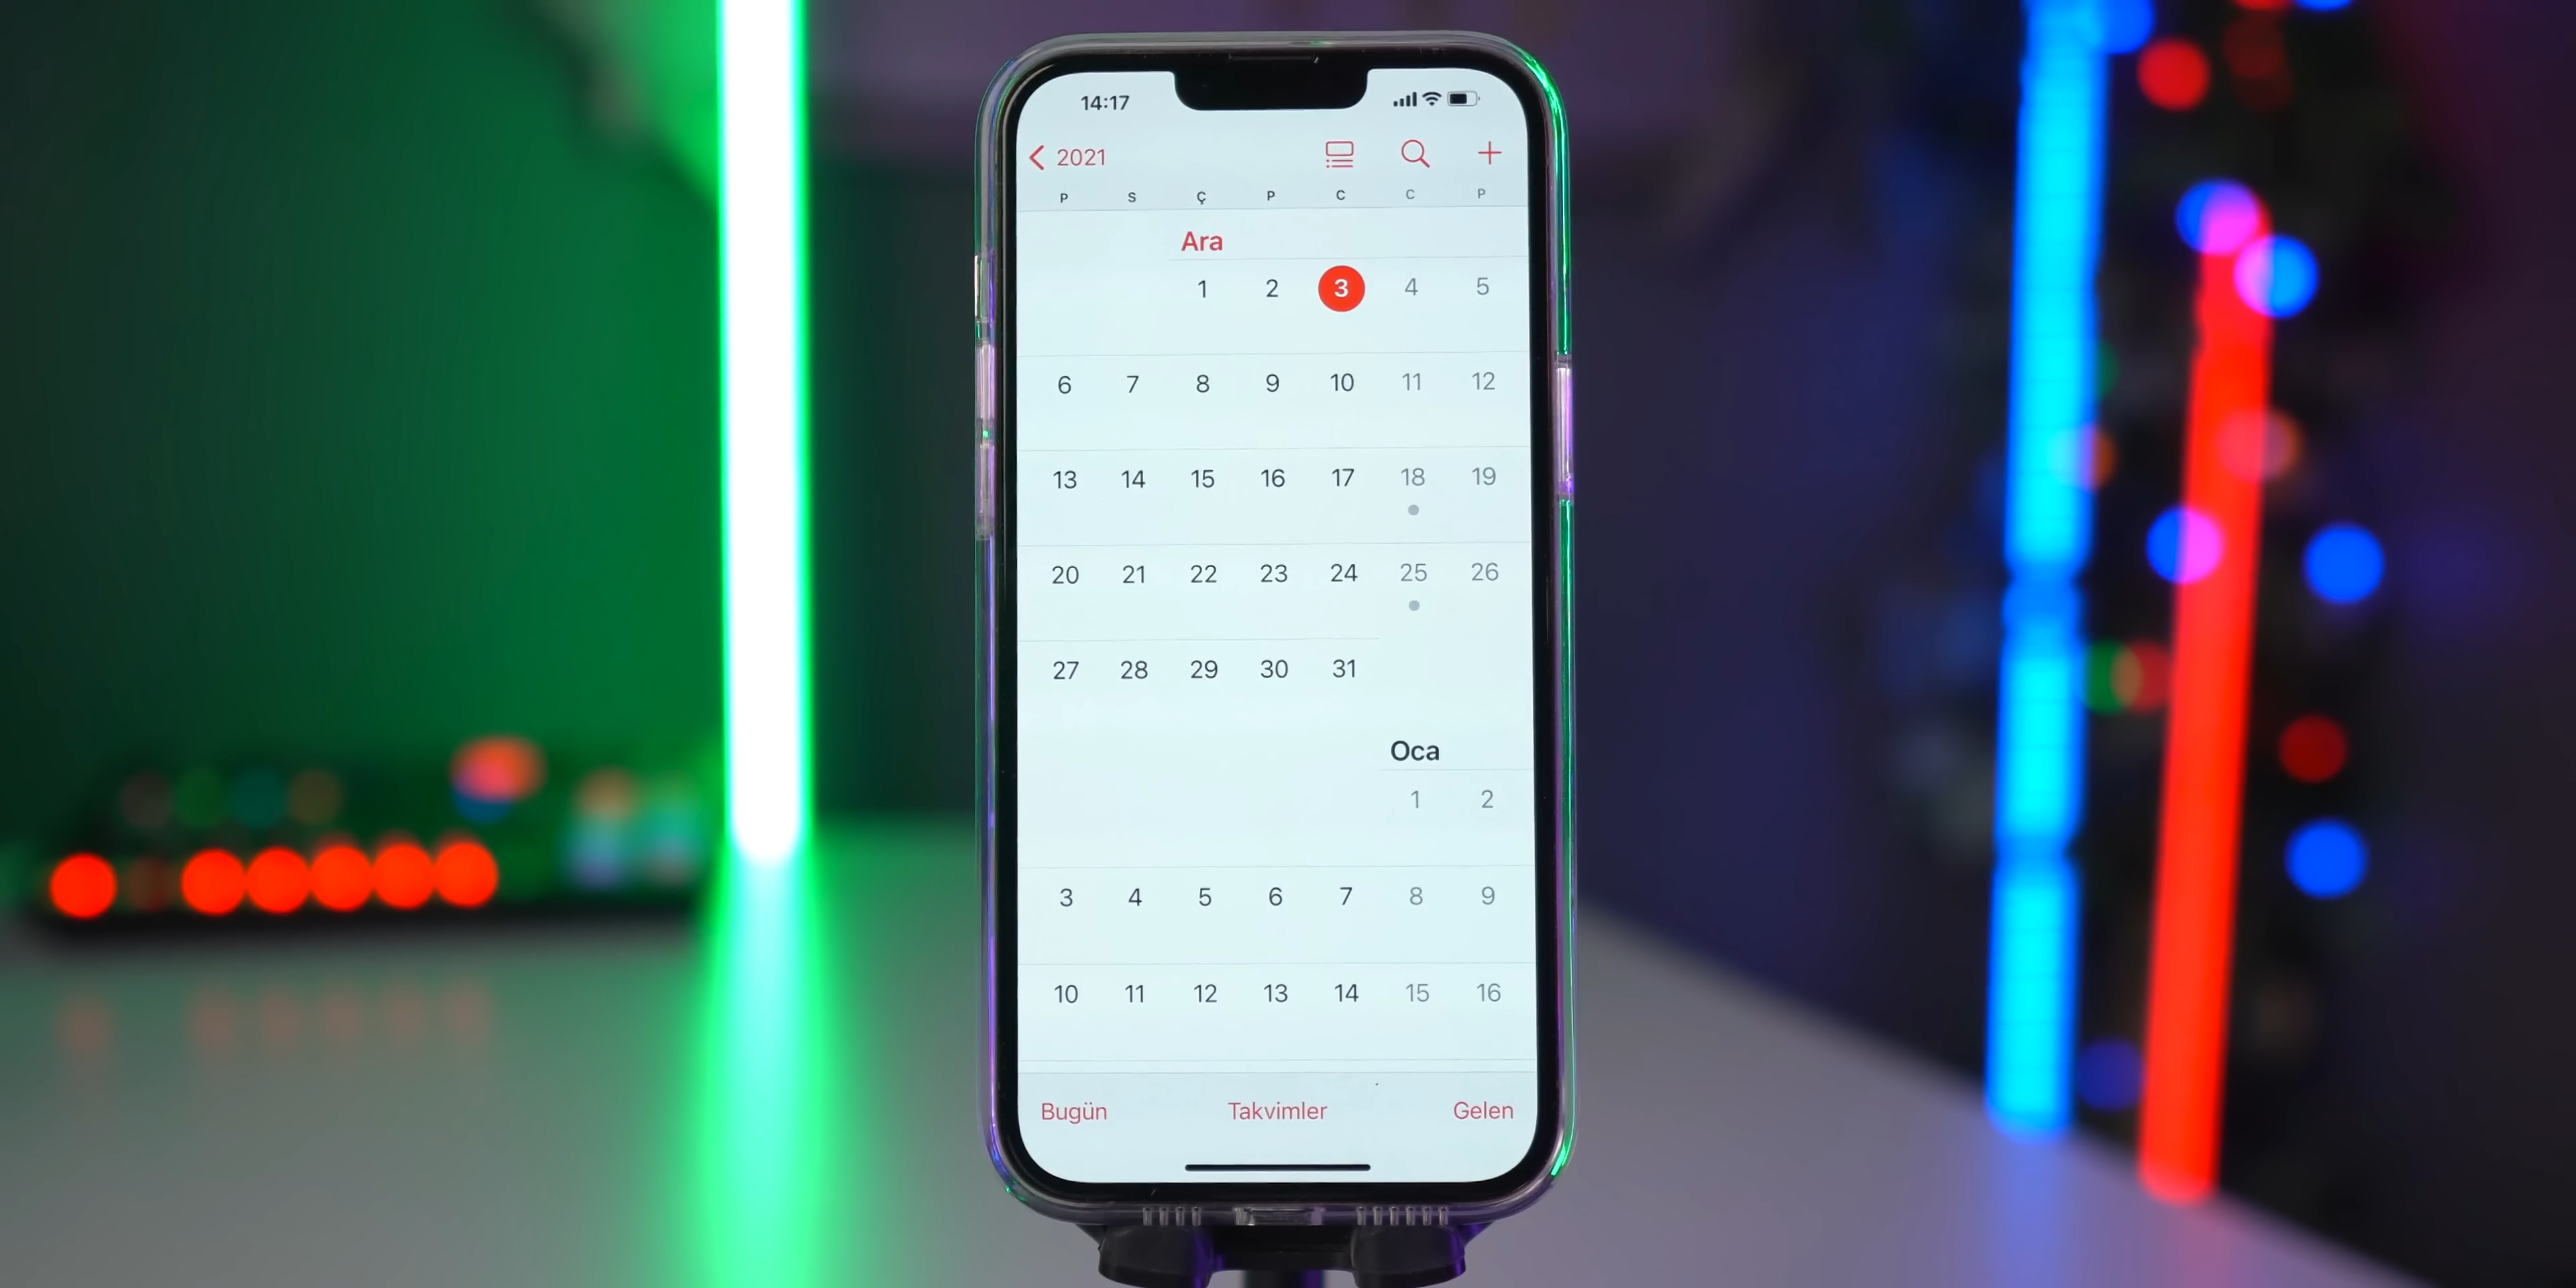 14:17
2021
P S Ç P C C P
Ara
1 2 3 4 5
6 7 8 9 10 11 12
13 14 15 16 17 18 19
20 21 22 23 24 25 26
27 28 29 30 31
Oca
1 2
3 4 5 6 7 8 9
10 11 12 13 14 15 16
Bugün Takvimler Gelen